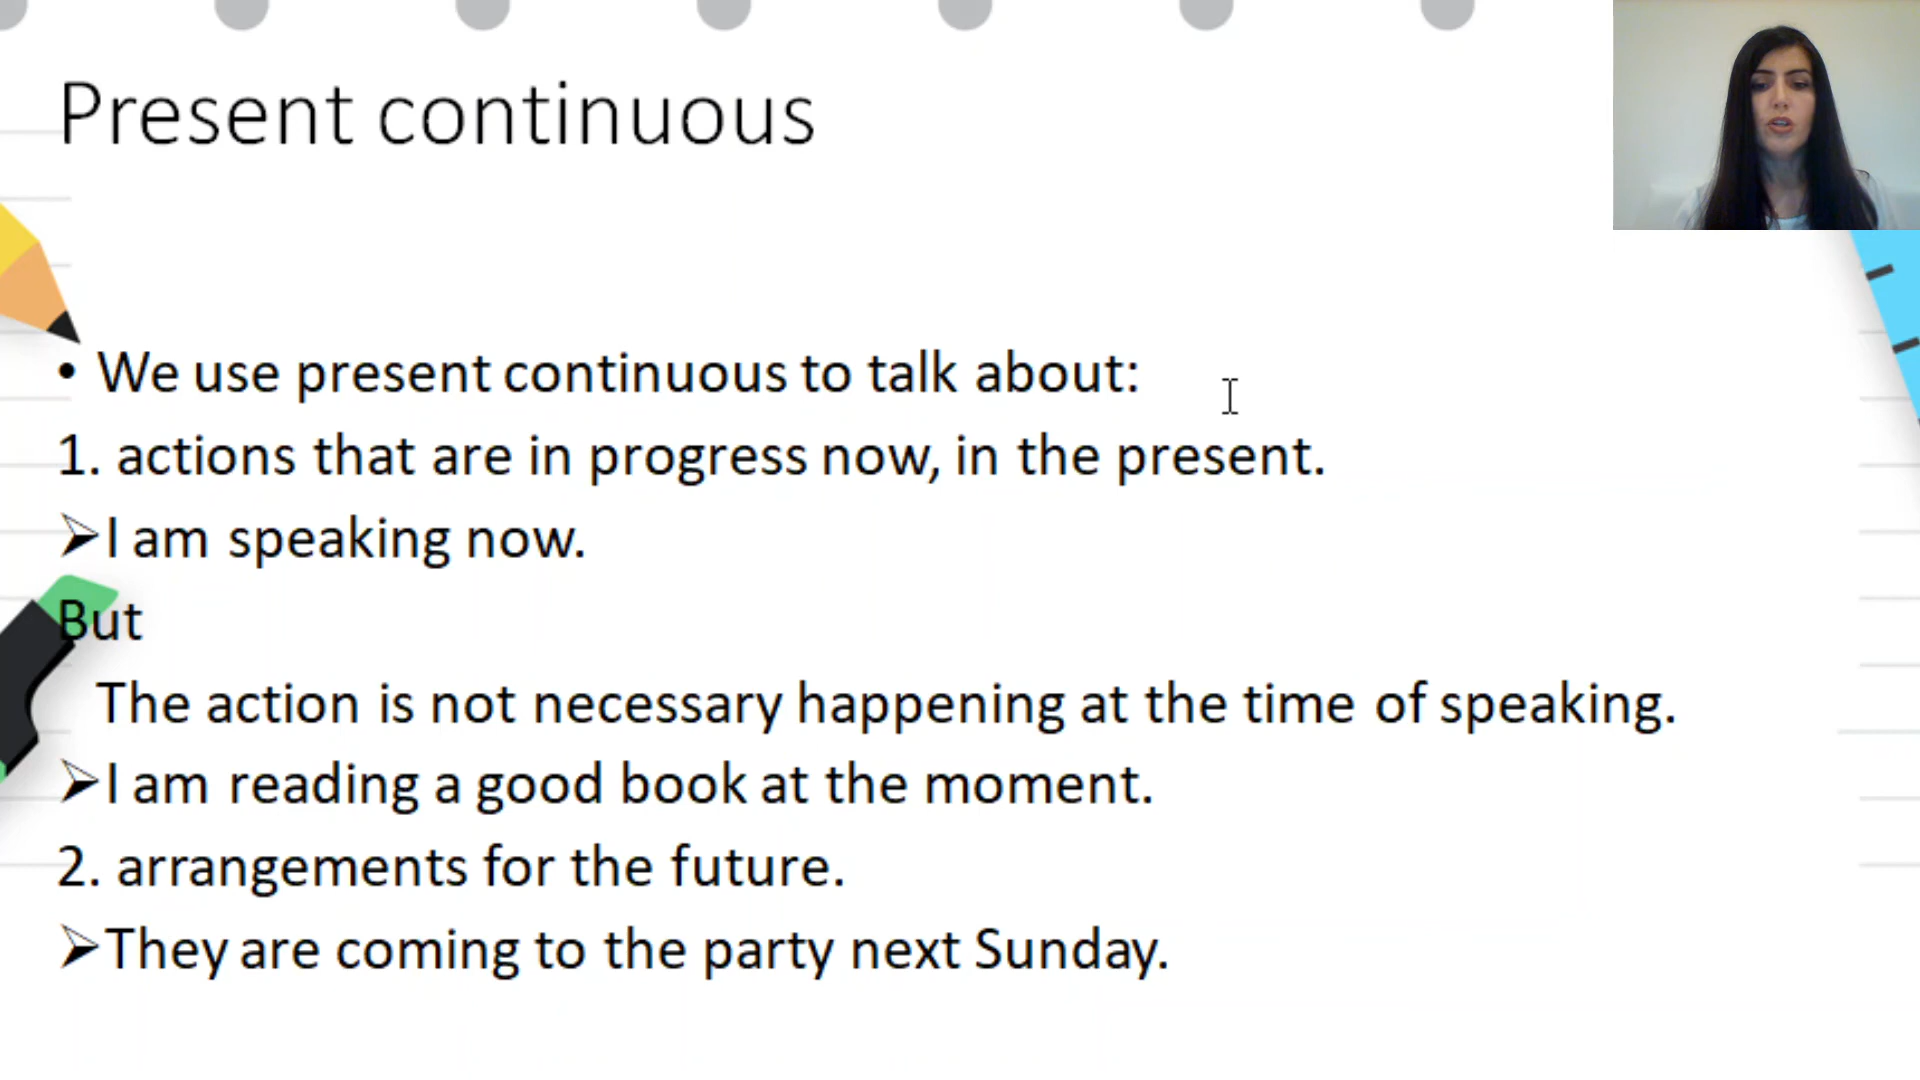 Present continuous
• We use present continuous to talk about:
1. actions that are in progress now, in the present.
➢I am speaking now.
But
The action is not necessary happening at the time of speaking.
➢I am reading a good book at the moment.
2. arrangements for the future.
➢They are coming to the party next Sunday.